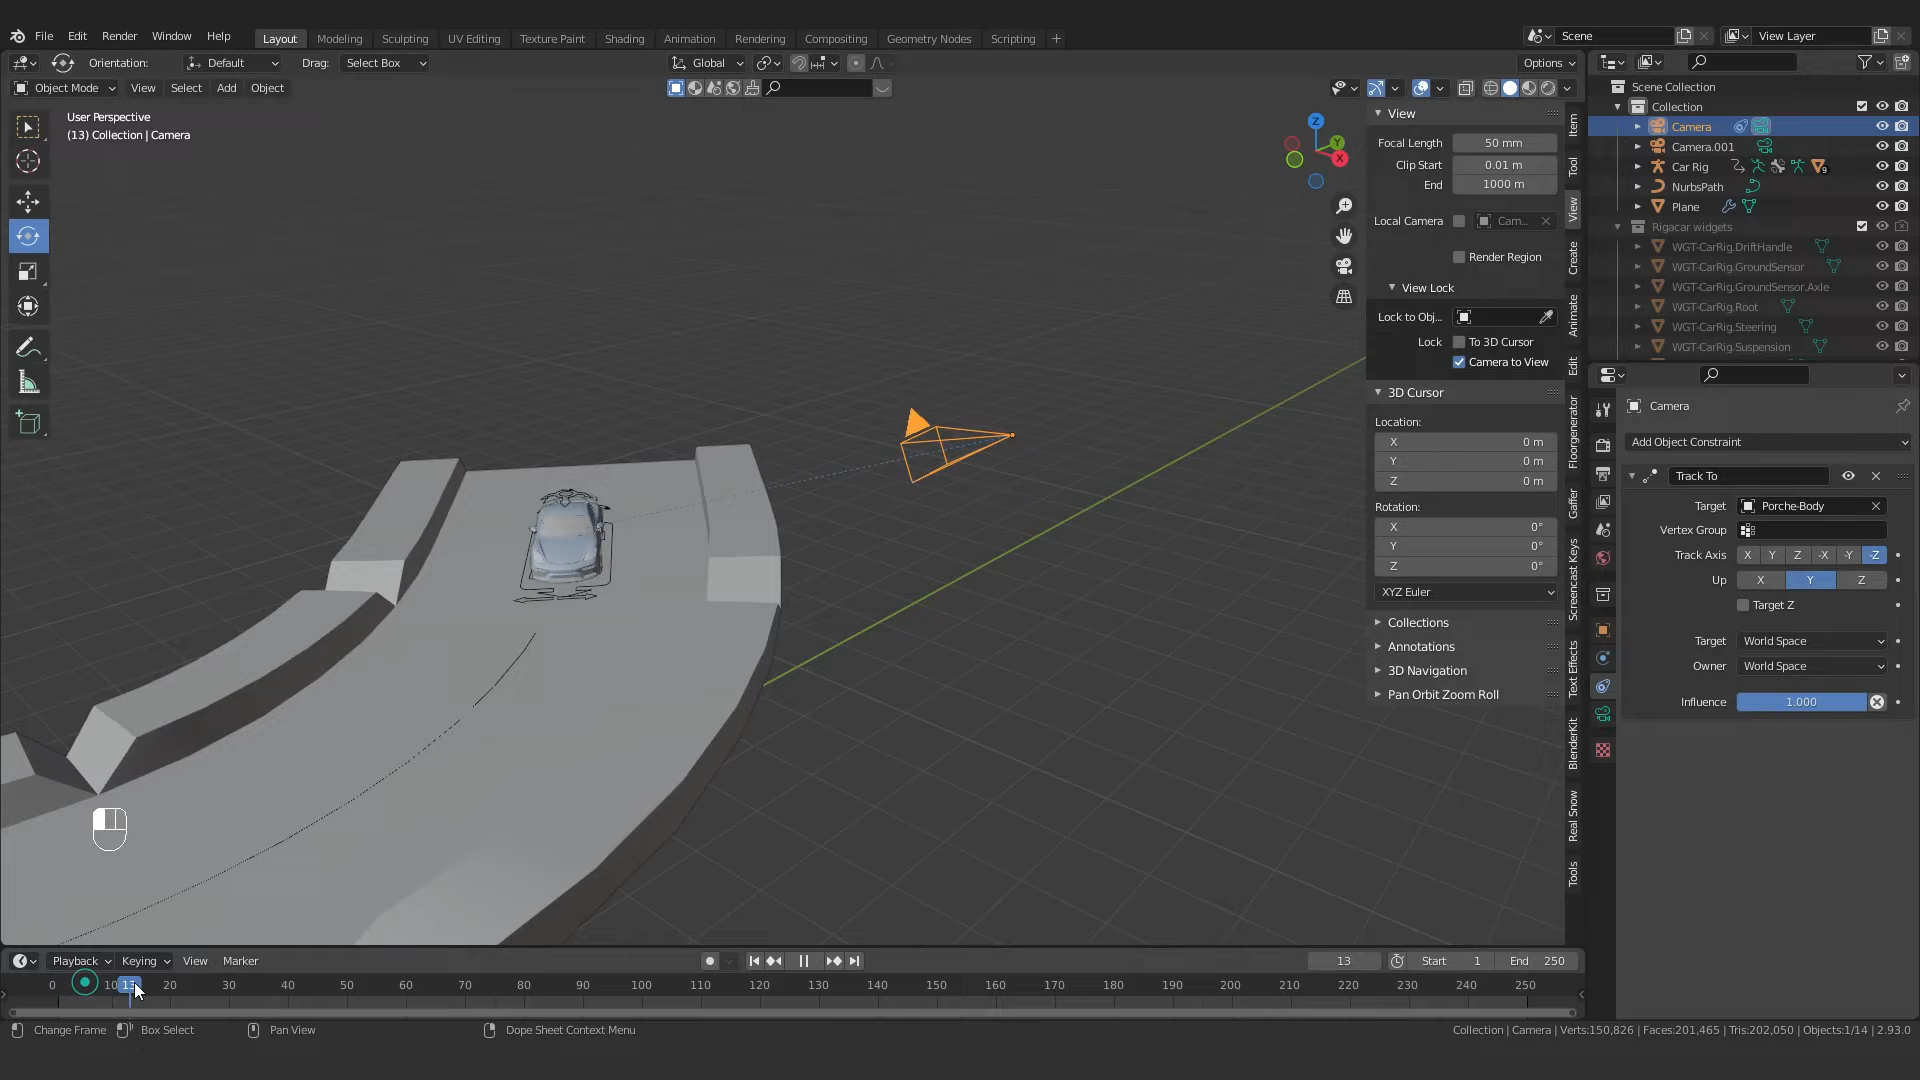 File Edit Render Window Help Layout Modeling Sculpting UV Editing Texture Paint Shading Animation Rendering Compositing Geometry Nodes Scripting + Scene View Layer
Orientation: Default Drag: Select Box Global Options
Object Mode View Select Add Object
User Perspective
(13) Collection | Camera
Z
Y
X
View
Focal Length 50 mm
Clip Start 0.01 m
End 1000 m
Local Camera Cam...
Render Region
View Lock
Lock to Obj...
Lock To 3D Cursor
Camera to View
3D Cursor
Location:
X 0 m
Y 0 m
Z 0 m
Rotation:
X 0°
Y 0°
Z 0°
XYZ Euler
Collections
Annotations
3D Navigation
Pan Orbit Zoom Roll
Item
Tool
View
Create
Animate
Edit
Floorgenerator
Gaffer
Screencast Keys
Text Effects
BlenderKit
Real Snow
Tools
Scene Collection
Collection
Camera
Camera.001
Car Rig 9
NurbsPath
Plane
Rigacar widgets
WGT-CarRig.DriftHandle
WGT-CarRig.GroundSensor
WGT-CarRig.GroundSensor.Axle
WGT-CarRig.Root
WGT-CarRig.Steering
WGT-CarRig.Suspension
Camera
Add Object Constraint
Track To
Target Porche-Body
Vertex Group
Track Axis X Y Z -X -Y -Z
Up X Y Z
Target Z
Target World Space
Owner World Space
Influence 1.000
Playback Keying View Marker 13 Start 1 End 250
0 10 13 20 30 40 50 60 70 80 90 100 110 120 130 140 150 160 170 180 190 200 210 220 230 240 250
Change Frame Box Select Pan View Dope Sheet Context Menu Collection | Camera | Verts:150,826 | Faces:201,465 | Tris:202,050 | Objects:1/14 | 2.93.0